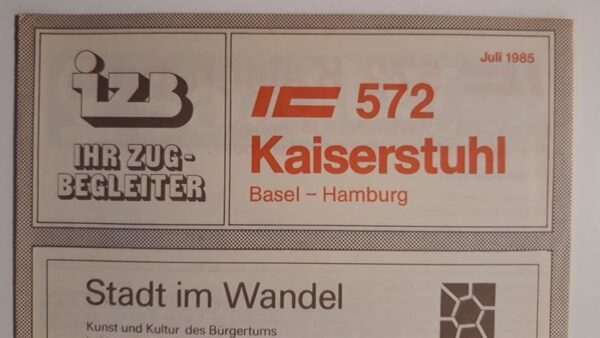 Juli 1985
izb
IHR ZUG-
BEGLEITER
IC 572
Kaiserstuhl
Basel – Hamburg
Stadt im Wandel
Kunst und Kultur des Bürgertums